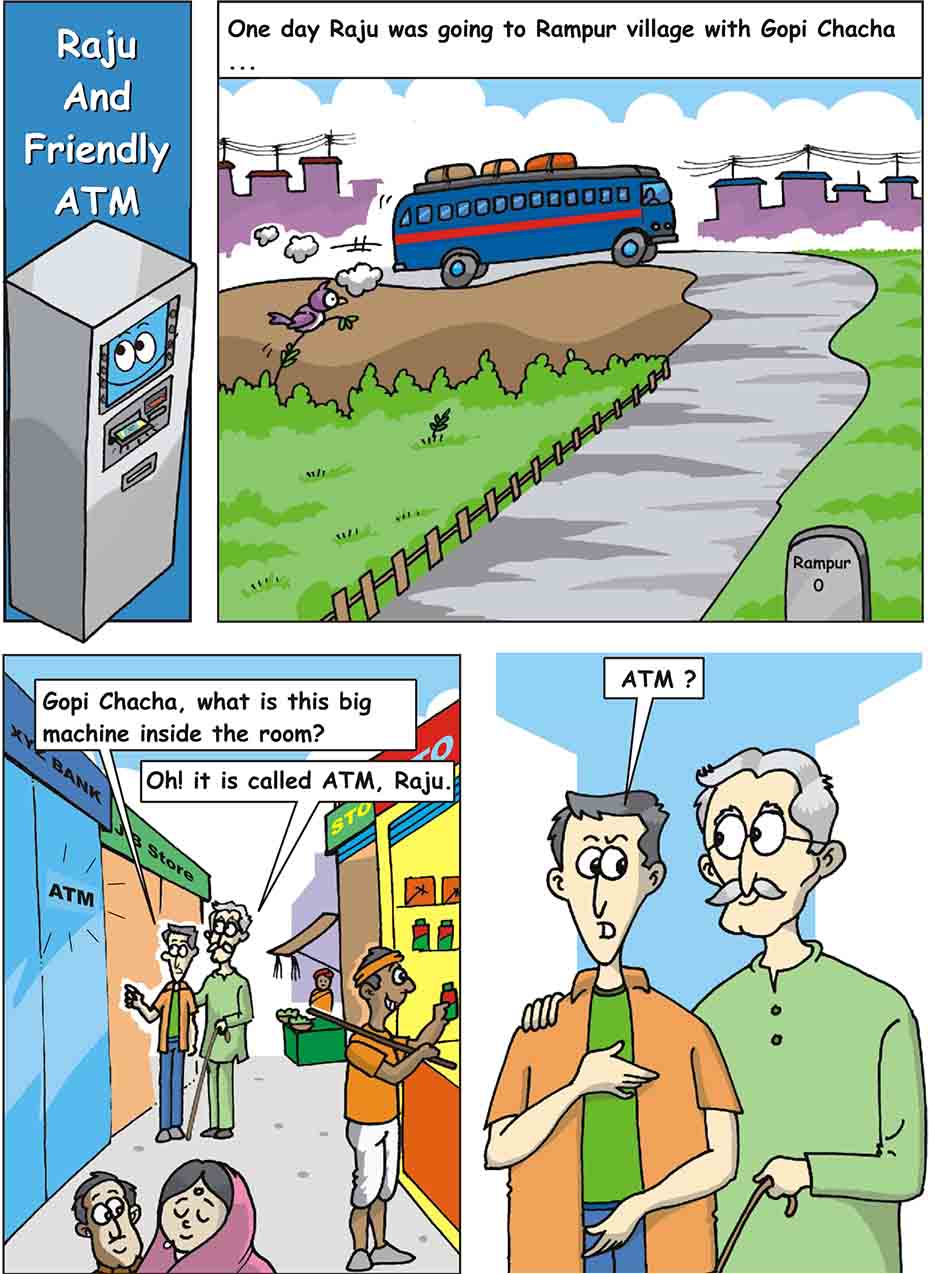 Raju
And
Friendly
ATM
One day Raju was going to Rampur village with Gopi Chacha
...
Rampur
0
Gopi Chacha, what is this big
machine inside the room?
Oh! it is called ATM, Raju.
XYZ BANK
Store
ATM
STO
TO
ATM ?